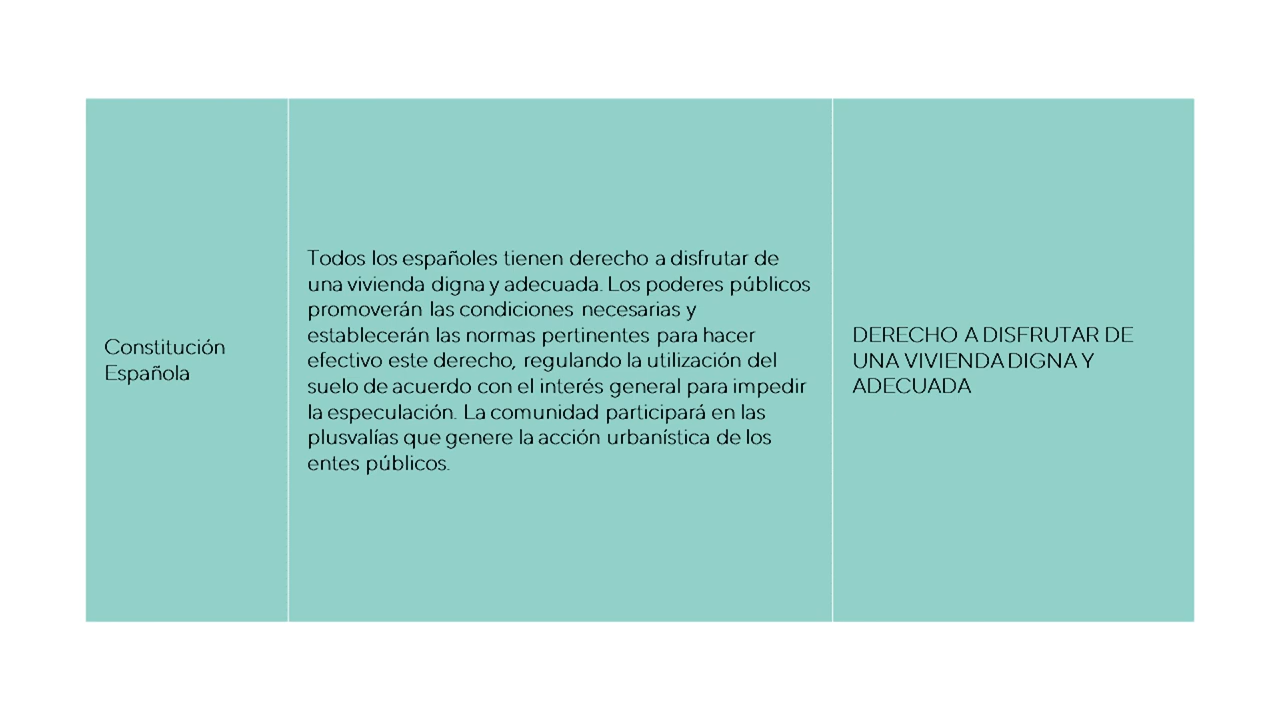 Constitución
Española
Todos los españoles tienen derecho a disfrutar de
una vivienda digna y adecuada. Los poderes públicos
promoverán las condiciones necesarias y
establecerán las normas pertinentes para hacer
efectivo este derecho, regulando la utilización del
suelo de acuerdo con el interés general para impedir
la especulación. La comunidad participará en las
plusvalías que genere la acción urbanística de los
entes públicos.
DERECHO A DISFRUTAR DE
UNA VIVIENDA DIGNA Y
ADECUADA